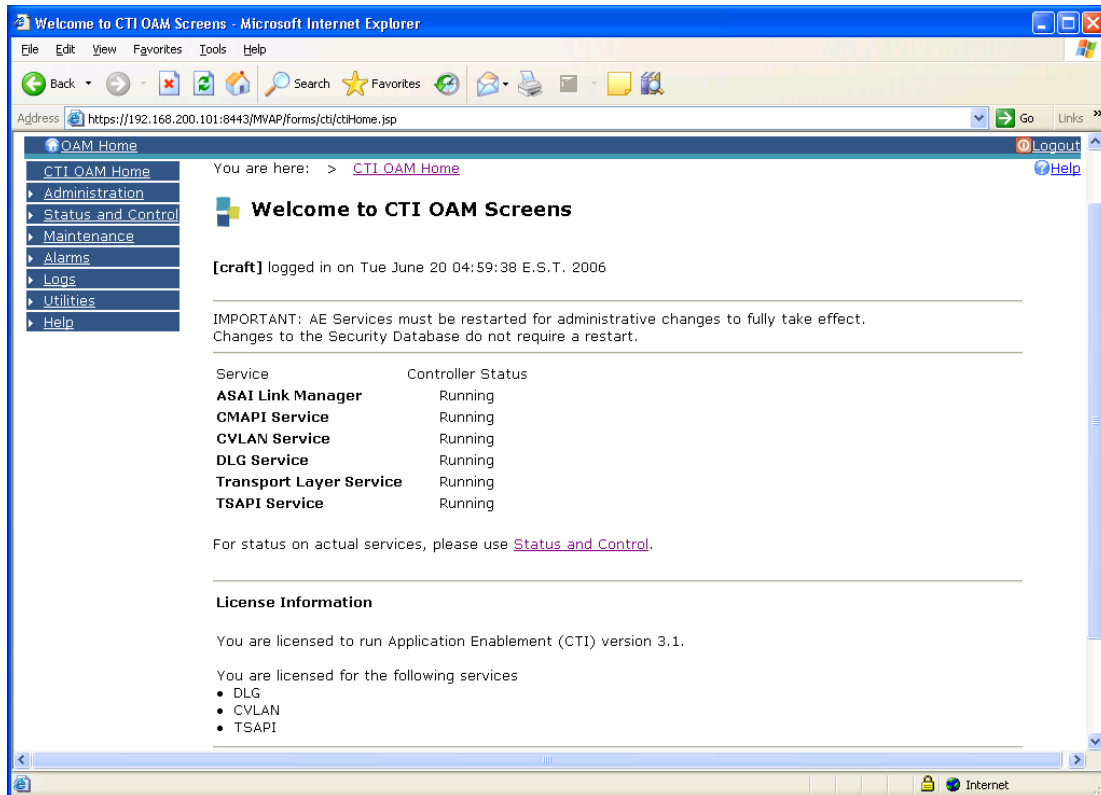 Welcome to CTI OAM Screens - Microsoft Internet Explorer
File Edit View Favorites Tools Help
Back Search Favorites
Address https://192.168.200.101:8443/MVAP/forms/cti/ctiHome.jsp Go Links »
OAM Home Logout
CTI OAM Home
Administration
Status and Control
Maintenance
Alarms
Logs
Utilities
Help
You are here: > CTI OAM Home Help
Welcome to CTI OAM Screens
[craft] logged in on Tue June 20 04:59:38 E.S.T. 2006
IMPORTANT: AE Services must be restarted for administrative changes to fully take effect.
Changes to the Security Database do not require a restart.
Service Controller Status
ASAI Link Manager Running
CMAPI Service Running
CVLAN Service Running
DLG Service Running
Transport Layer Service Running
TSAPI Service Running
For status on actual services, please use Status and Control.
License Information
You are licensed to run Application Enablement (CTI) version 3.1.
You are licensed for the following services
• DLG
• CVLAN
• TSAPI
Internet